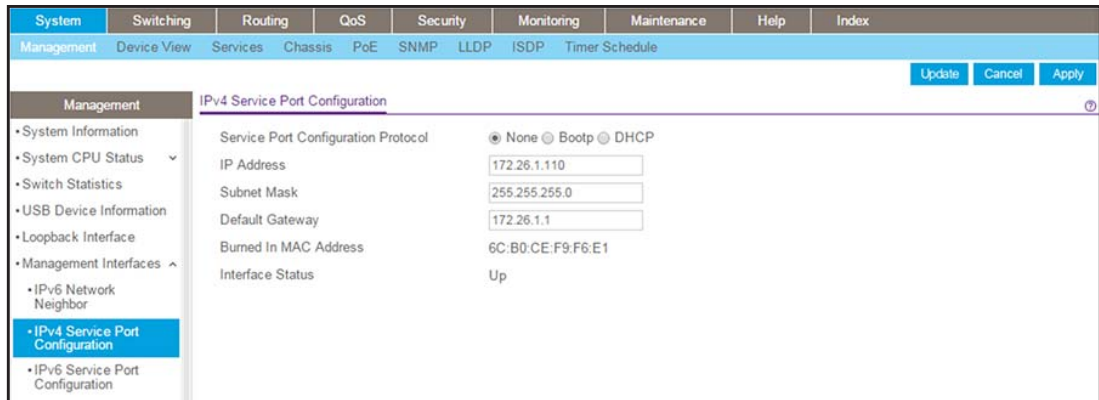 System Switching Routing QoS Security Monitoring Maintenance Help Index
Management Device View Services Chassis PoE SNMP LLDP ISDP Timer Schedule
Update Cancel Apply
Management
• System Information
• System CPU Status
• Switch Statistics
• USB Device Information
• Loopback Interface
• Management Interfaces
• IPv6 Network
Neighbor
• IPv4 Service Port
Configuration
• IPv6 Service Port
Configuration
IPv4 Service Port Configuration
Service Port Configuration Protocol None Bootp DHCP
IP Address 172.26.1.110
Subnet Mask 255.255.255.0
Default Gateway 172.26.1.1
Burned In MAC Address 6C:B0:CE:F9:F6:E1
Interface Status Up